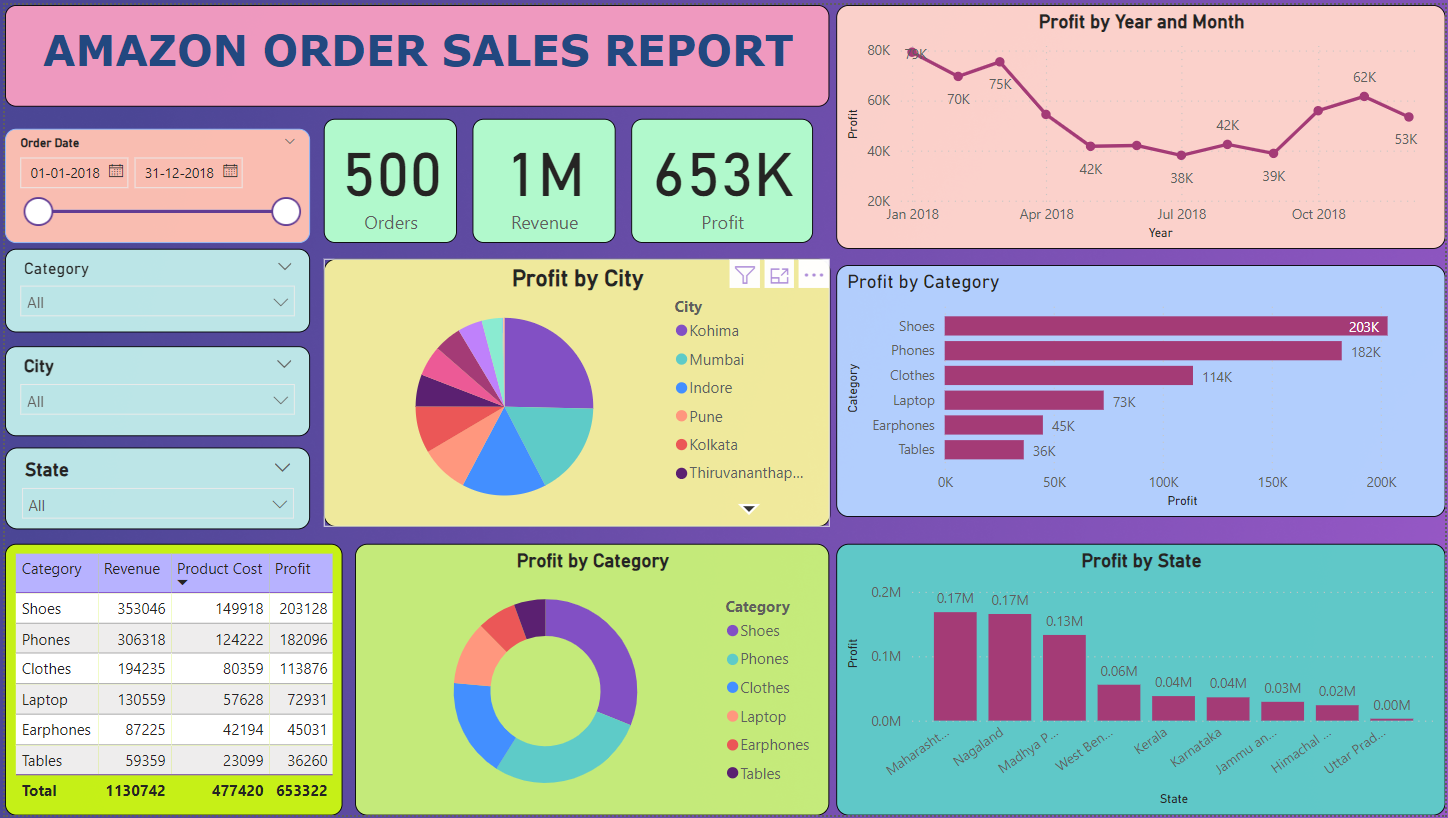 AMAZON ORDER SALES REPORT
Order Date
01-01-2018
31-12-2018
500
Orders
1M
Revenue
653K
Profit
Profit by Year and Month
Profit
80K
60K
40K
20K
79K
70K
75K
42K
38K
42K
39K
62K
53K
Jan 2018
Apr 2018
Jul 2018
Oct 2018
Year
Category
All
City
All
State
All
Profit by City
City
Kohima
Mumbai
Indore
Pune
Kolkata
Thiruvananthap...
Profit by Category
Category
Shoes
203K
Phones
182K
Clothes
114K
Laptop
73K
Earphones
45K
Tables
36K
0K
50K
100K
150K
200K
Profit
Category Revenue Product Cost Profit
Shoes 353046 149918 203128
Phones 306318 124222 182096
Clothes 194235 80359 113876
Laptop 130559 57628 72931
Earphones 87225 42194 45031
Tables 59359 23099 36260
Total 1130742 477420 653322
Profit by Category
Category
Shoes
Phones
Clothes
Laptop
Earphones
Tables
Profit by State
Profit
0.2M
0.1M
0.0M
0.17M
0.17M
0.13M
0.06M
0.04M
0.04M
0.03M
0.02M
0.00M
Maharasht...
Nagaland
Madhya P...
West Ben...
Kerala
Karnataka
Jammu an...
Himachal ...
Uttar Prad...
State